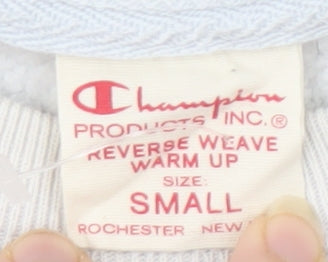 Champion
PRODUCTS INC.®
REVERSE WEAVE
WARM UP
SIZE:
SMALL
ROCHESTER NEW